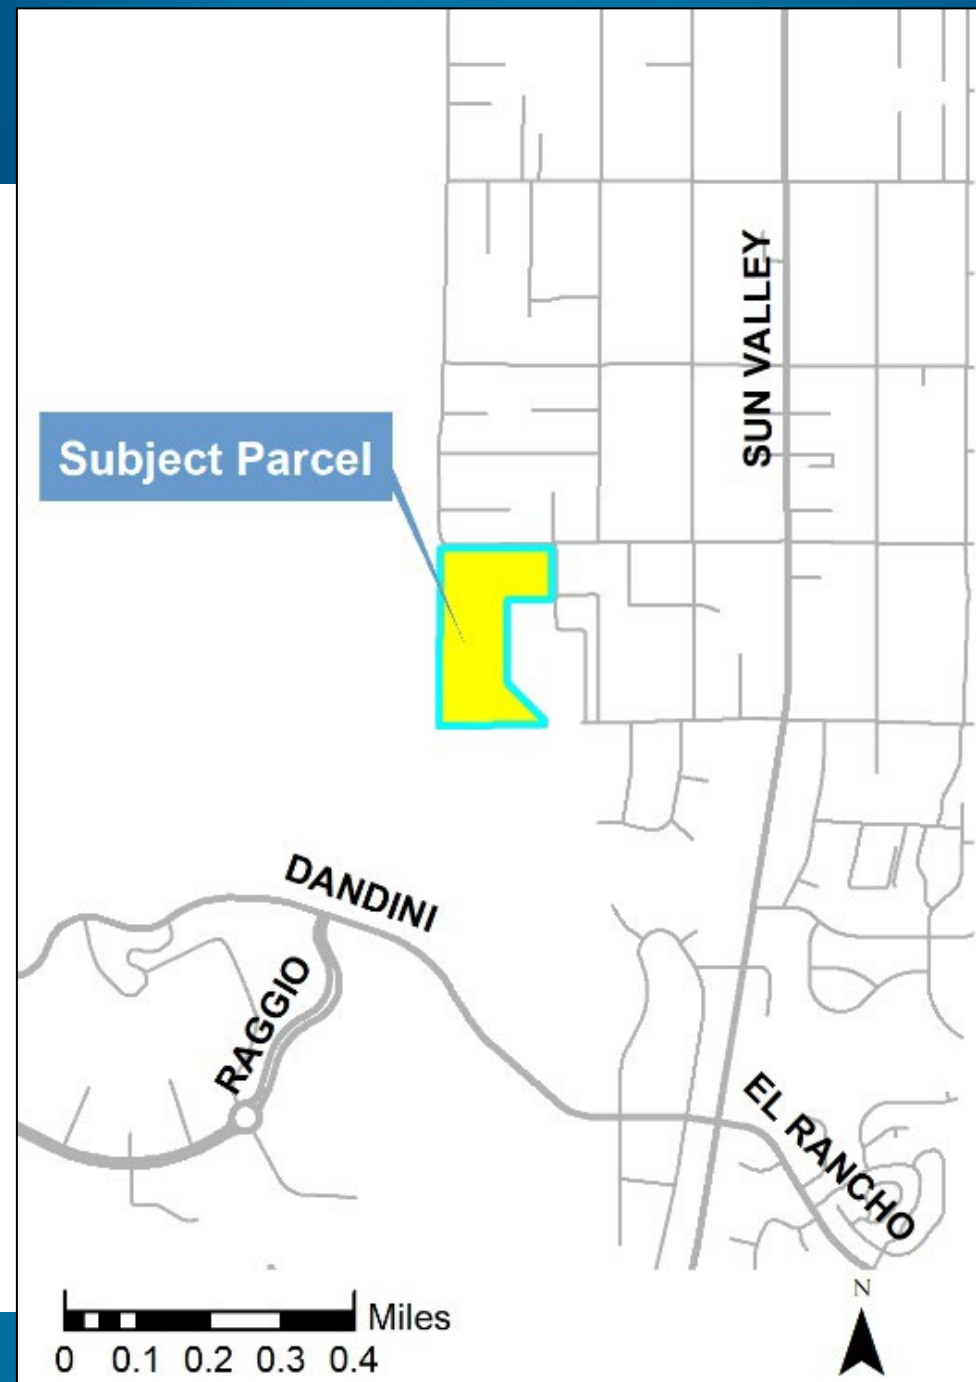 SUN VALLEY
Subject Parcel
DANDINI
RAGGIO
EL RANCHO
N
Miles
0 0.1 0.2 0.3 0.4